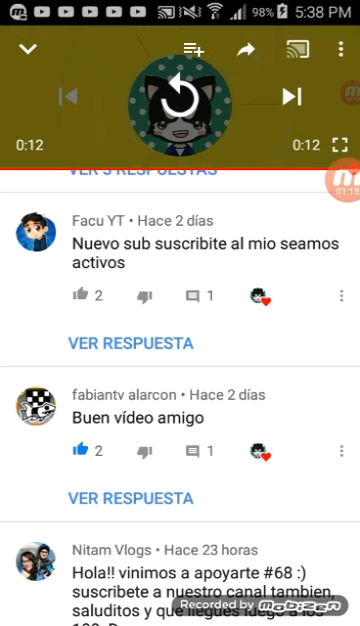 98% 5:38 PM
0:12 0:12
01:18
VER 3 RESPUESTAS
Facu YT • Hace 2 días
Nuevo sub suscribite al mio seamos
activos
2 1
VER RESPUESTA
fabiantv alarcon • Hace 2 días
Buen vídeo amigo
2 1
VER RESPUESTA
Nitam Vlogs • Hace 23 horas
Hola!! vinimos a apoyarte #68 :)
suscribete a nuestro canal tambien,
saluditos y que llegues luego a los
Recorded by mobizen